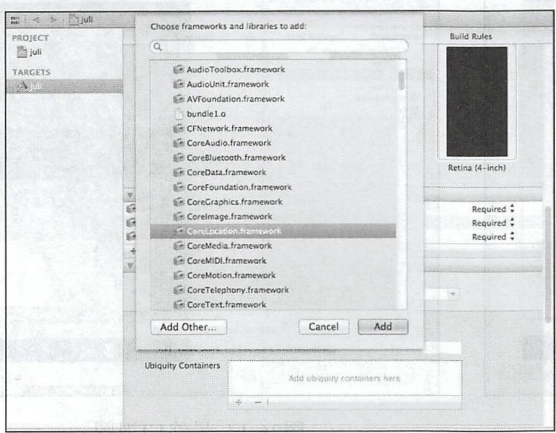 juli
Choose frameworks and libraries to add:
PROJECT
juli
TARGETS
juli
Build Rules
AudioToolbox.framework
AudioUnit.framework
AVFoundation.framework
bundle1.o
CFNetwork.framework
CoreAudio.framework
CoreBluetooth.framework
CoreData.framework
CoreFoundation.framework
CoreGraphics.framework
CoreImage.framework
CoreLocation.framework
CoreMedia.framework
CoreMIDI.framework
CoreMotion.framework
CoreTelephony.framework
CoreText.framework
Retina (4-inch)
Required
Required
Required
Add Other...
Cancel
Add
Ubiquity Containers
Add ubiquity containers here